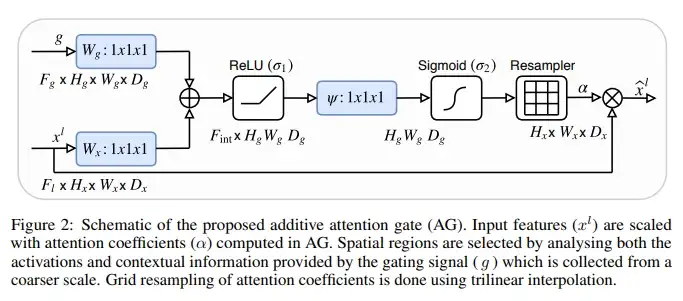 g
W_g : 1x1x1
F_g x H_g x W_g x D_g
x^l
W_x : 1x1x1
F_l x H_x x W_x x D_x
ReLU (σ_1)
F_int x H_g W_g D_g
ψ : 1x1x1
Sigmoid (σ_2)
H_g W_g D_g
Resampler
α
H_x x W_x x D_x
x̂^l
Figure 2: Schematic of the proposed additive attention gate (AG). Input features (x^l) are scaled
with attention coefficients (α) computed in AG. Spatial regions are selected by analysing both the
activations and contextual information provided by the gating signal (g) which is collected from a
coarser scale. Grid resampling of attention coefficients is done using trilinear interpolation.